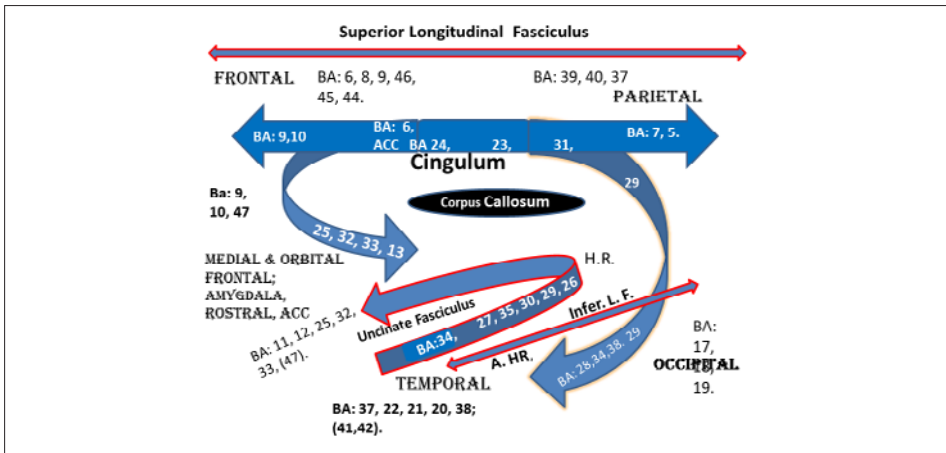 Superior Longitudinal Fasciculus
FRONTAL
BA: 6, 8, 9, 46,
45, 44.
BA: 39, 40, 37
PARIETAL
BA: 9,10
BA: 6,
ACC BA 24, 23, 31,
BA: 7, 5.
Cingulum
29
Corpus Callosum
Ba: 9,
10, 47
25, 32, 33, 13
MEDIAL & ORBITAL
FRONTAL;
AMYGDALA,
ROSTRAL, ACC
H.R.
Uncinate Fasciculus
BA:34, 27, 35, 30, 29, 26
Infer. L. F.
A. HR.
BA: 11, 12, 25, 32,
33, (47).
BA: 28,34,38. 29
BA:
17,
OCCIPITAL
18,
19.
TEMPORAL
BA: 37, 22, 21, 20, 38;
(41,42).